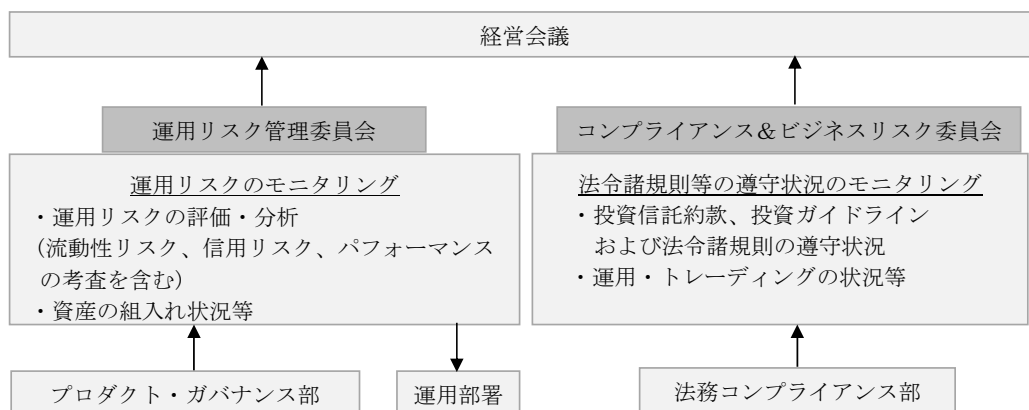 経営会議
運用リスク管理委員会
運用リスクのモニタリング
・運用リスクの評価・分析
(流動性リスク、信用リスク、パフォーマンス
の考査を含む)
・資産の組入れ状況等
プロダクト・ガバナンス部
運用部署
コンプライアンス＆ビジネスリスク委員会
法令諸規則等の遵守状況のモニタリング
・投資信託約款、投資ガイドライン
および法令諸規則の遵守状況
・運用・トレーディングの状況等
法務コンプライアンス部